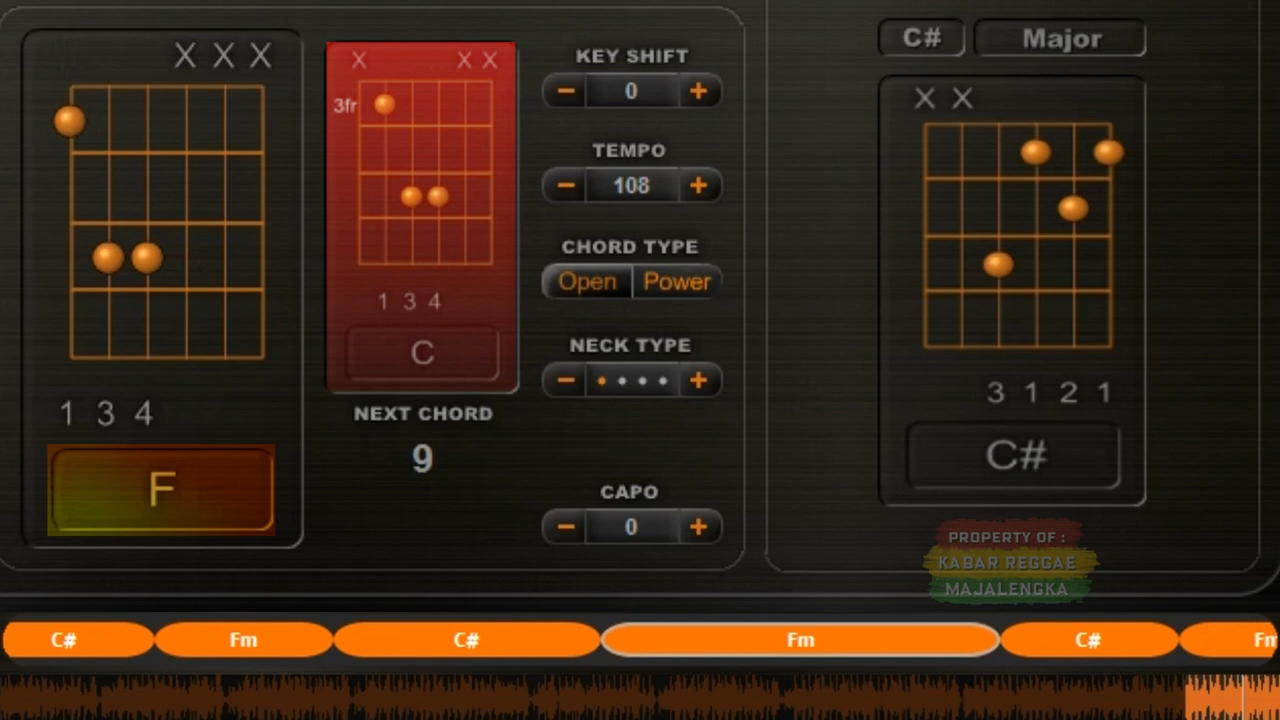 X X X
1 3 4
F
X X X
3fr
1 3 4
C
NEXT CHORD
9
KEY SHIFT
− 0 +
TEMPO
− 108 +
CHORD TYPE
Open Power
NECK TYPE
− +
CAPO
− 0 +
C# Major
X X
3 1 2 1
C#
PROPERTY OF :
KABAR REGGAE
MAJALENGKA
C# Fm C# Fm C# Fm